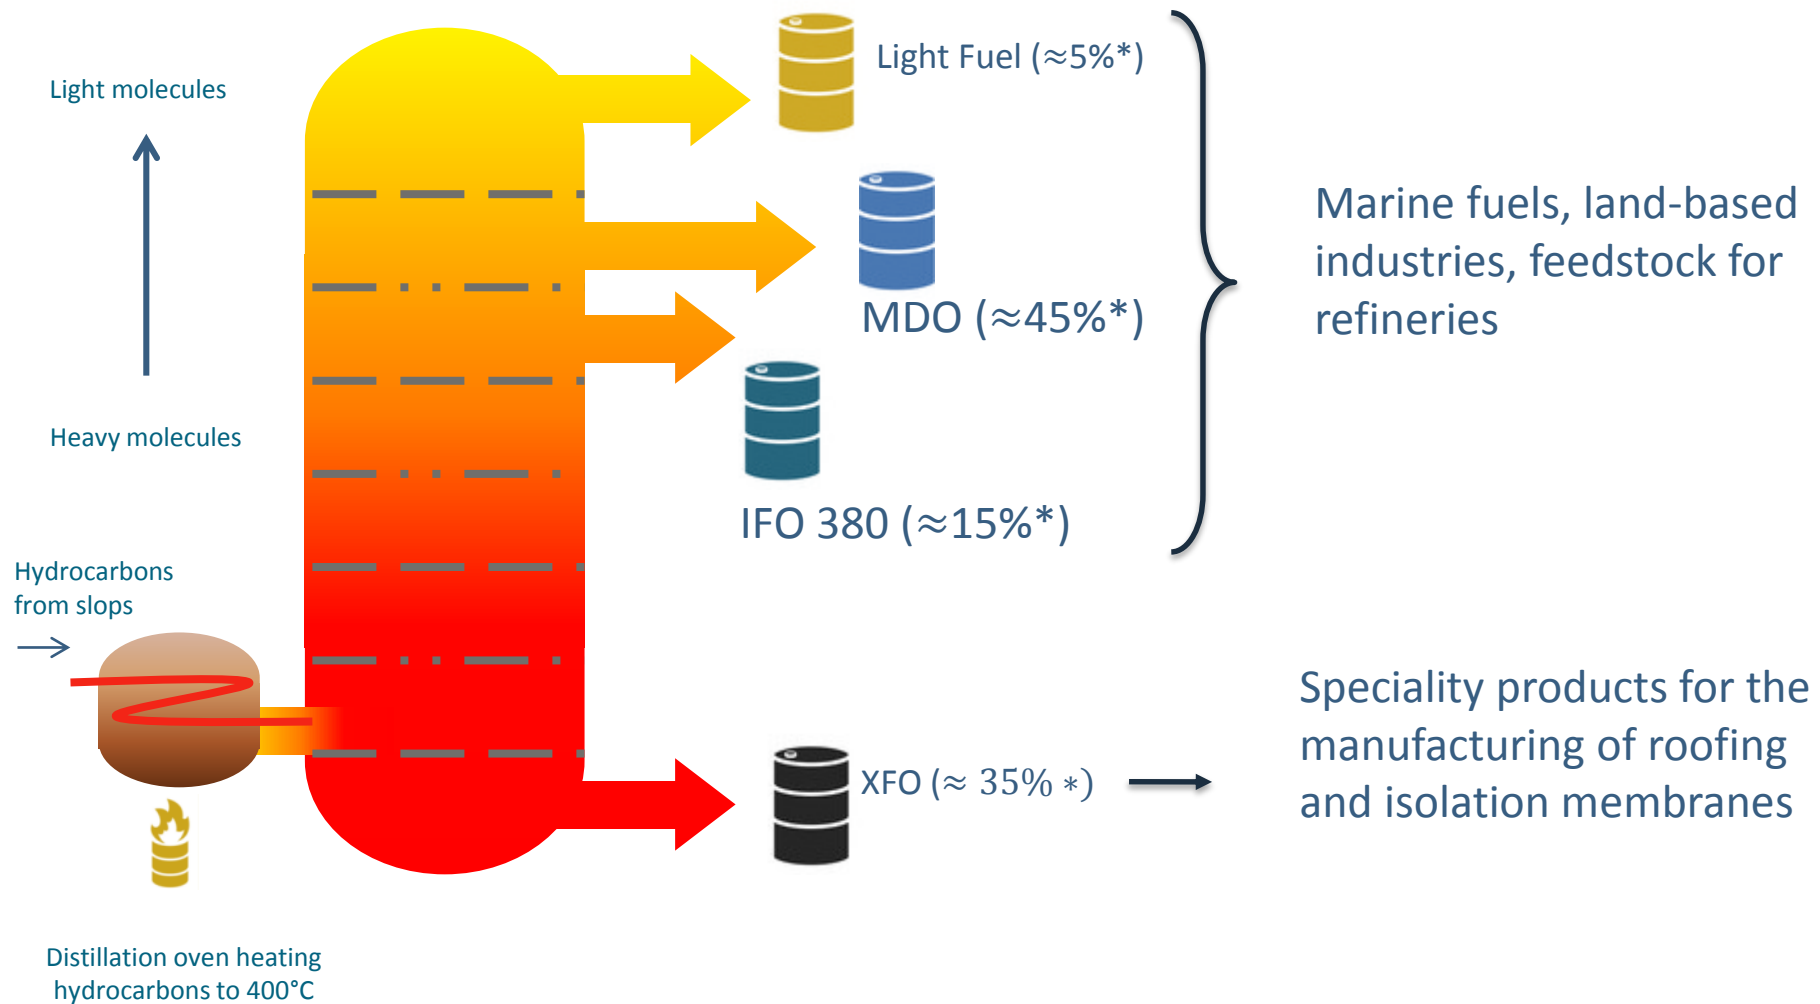 Light Fuel (≈5%*)
Light molecules
Marine fuels, land-based
industries, feedstock for
refineries
MDO (≈45%*)
Heavy molecules
IFO 380 (≈15%*)
Hydrocarbons
from slops
Speciality products for the
manufacturing of roofing
and isolation membranes
XFO (≈ 35% *)
Distillation oven heating
hydrocarbons to 400°C